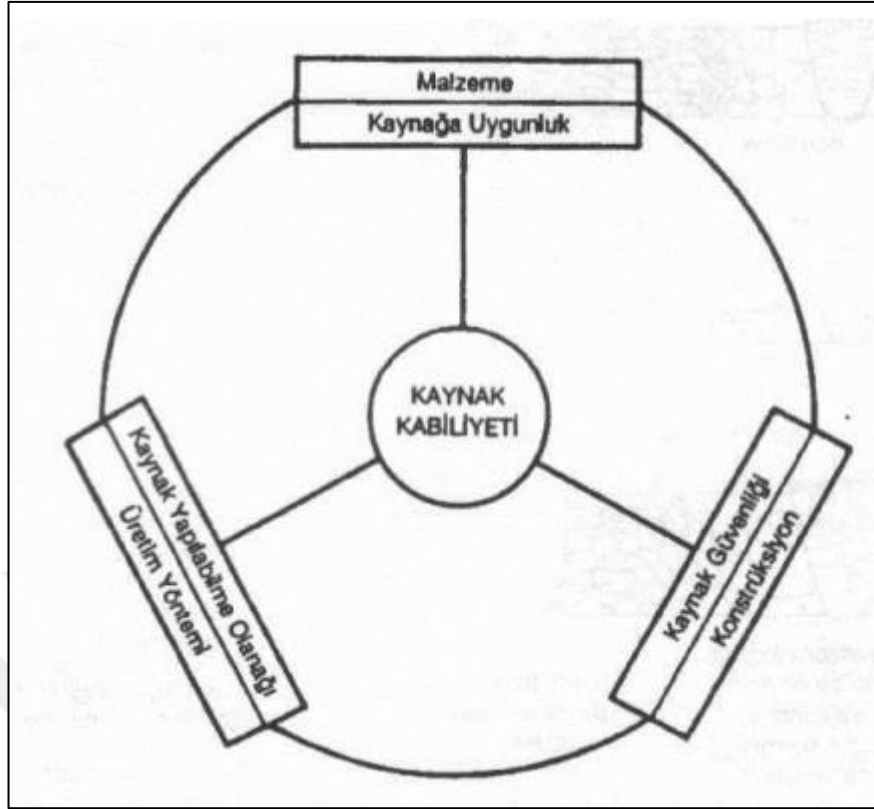 Malzeme
Kaynağa Uygunluk
KAYNAK
KABİLİYETİ
Kaynak Yapılabilme Olanağı
Üretim Yöntemi
Kaynak Güvenliği
Konstrüksiyon